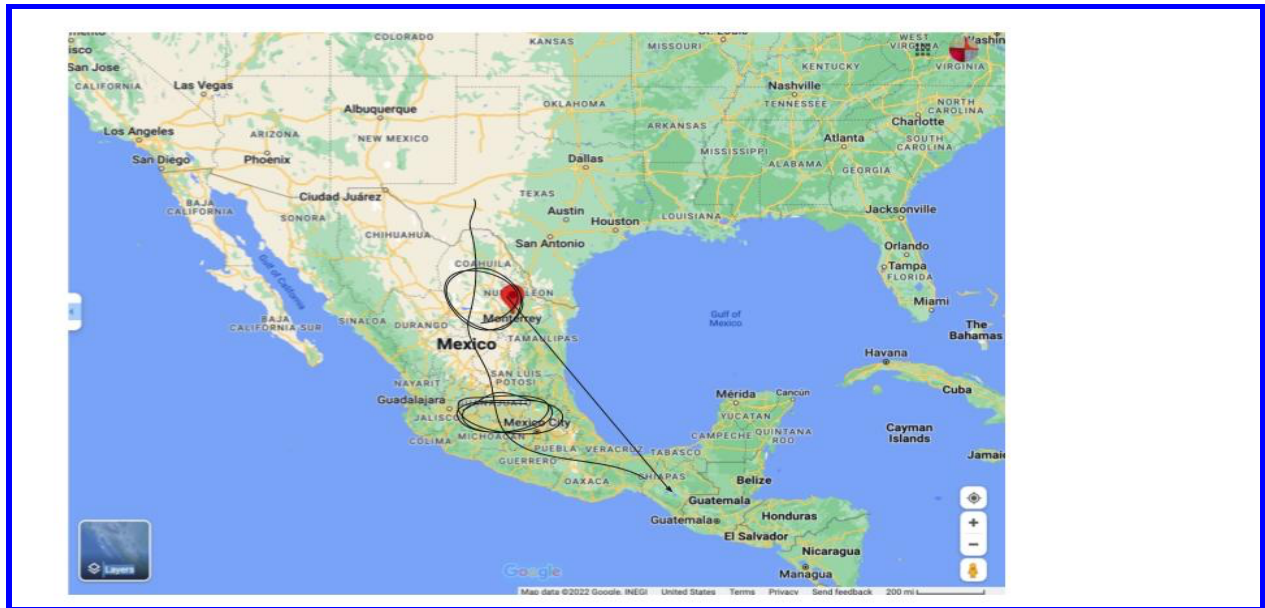 COLORADO
KANSAS
MISSOURI
WEST
VIRGINIA
San Jose
KENTUCKY
VIRGINIA
CALIFORNIA
Las Vegas
Nashville
Albuquerque
OKLAHOMA
TENNESSEE
NORTH
CAROLINA
Charlotte
Los Angeles
ARIZONA
NEW MEXICO
ARKANSAS
Atlanta
SOUTH
CAROLINA
San Diego
Phoenix
Dallas
MISSISSIPPI
ALABAMA
GEORGIA
Ciudad Juárez
TEXAS
BAJA
CALIFORNIA
SONORA
Austin
Houston
LOUISIANA
Jacksonville
CHIHUAHUA
San Antonio
Orlando
COAHUILA
Tampa
FLORIDA
Gulf of California
NUEVO LEON
Miami
BAJA
CALIFORNIA SUR
SINALOA
DURANGO
Monterrey
Gulf of
Mexico
The
Bahamas
Mexico
TAMAULIPAS
Havana
NAYARIT
SAN LUIS
POTOSI
Cuba
Guadalajara
GUANAJUATO
Mérida
Cancún
JALISCO
Mexico City
YUCATAN
COLIMA
MICHOACAN
CAMPECHE
QUINTANA
ROO
Cayman
Islands
PUEBLA
VERACRUZ
TABASCO
GUERRERO
OAXACA
CHIAPAS
Belize
Guatemala
Guatemala
Honduras
El Salvador
Nicaragua
Managua
Layers
Google
Map data ©2022 Google, INEGI United States Terms Privacy Send feedback 200 mi